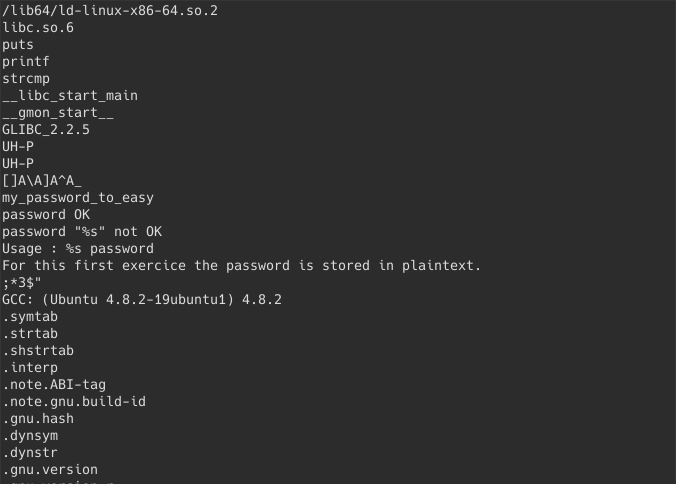 /lib64/ld-linux-x86-64.so.2
libc.so.6
puts
printf
strcmp
__libc_start_main
__gmon_start__
GLIBC_2.2.5
UH-P
UH-P
[]A\A]A^A_
my_password_to_easy
password OK
password "%s" not OK
Usage : %s password
For this first exercice the password is stored in plaintext.
;*3$"
GCC: (Ubuntu 4.8.2-19ubuntu1) 4.8.2
.symtab
.strtab
.shstrtab
.interp
.note.ABI-tag
.note.gnu.build-id
.gnu.hash
.dynsym
.dynstr
.gnu.version